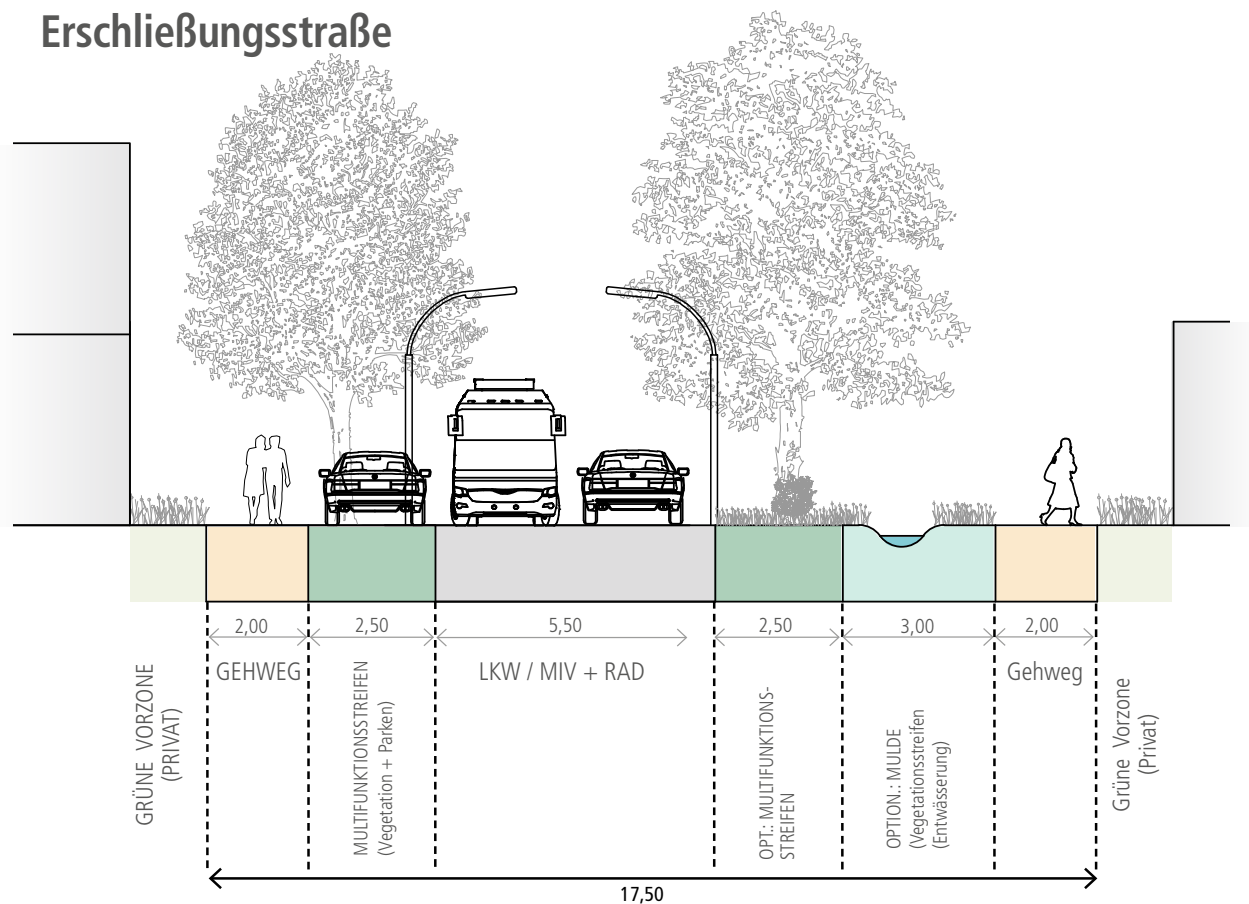 Erschließungsstraße
2,00
2,50
5,50
2,50
3,00
2,00
GEHWEG
LKW / MIV + RAD
Gehweg
GRÜNE VORZONE
(PRIVAT)
MULTIFUNKTIONSSTREIFEN
(Vegetation + Parken)
OPT.: MULTIFUNKTIONS-
STREIFEN
OPTION.: MULDE
(Vegetationsstreifen
(Entwässerung)
Grüne Vorzone
(Privat)
17,50